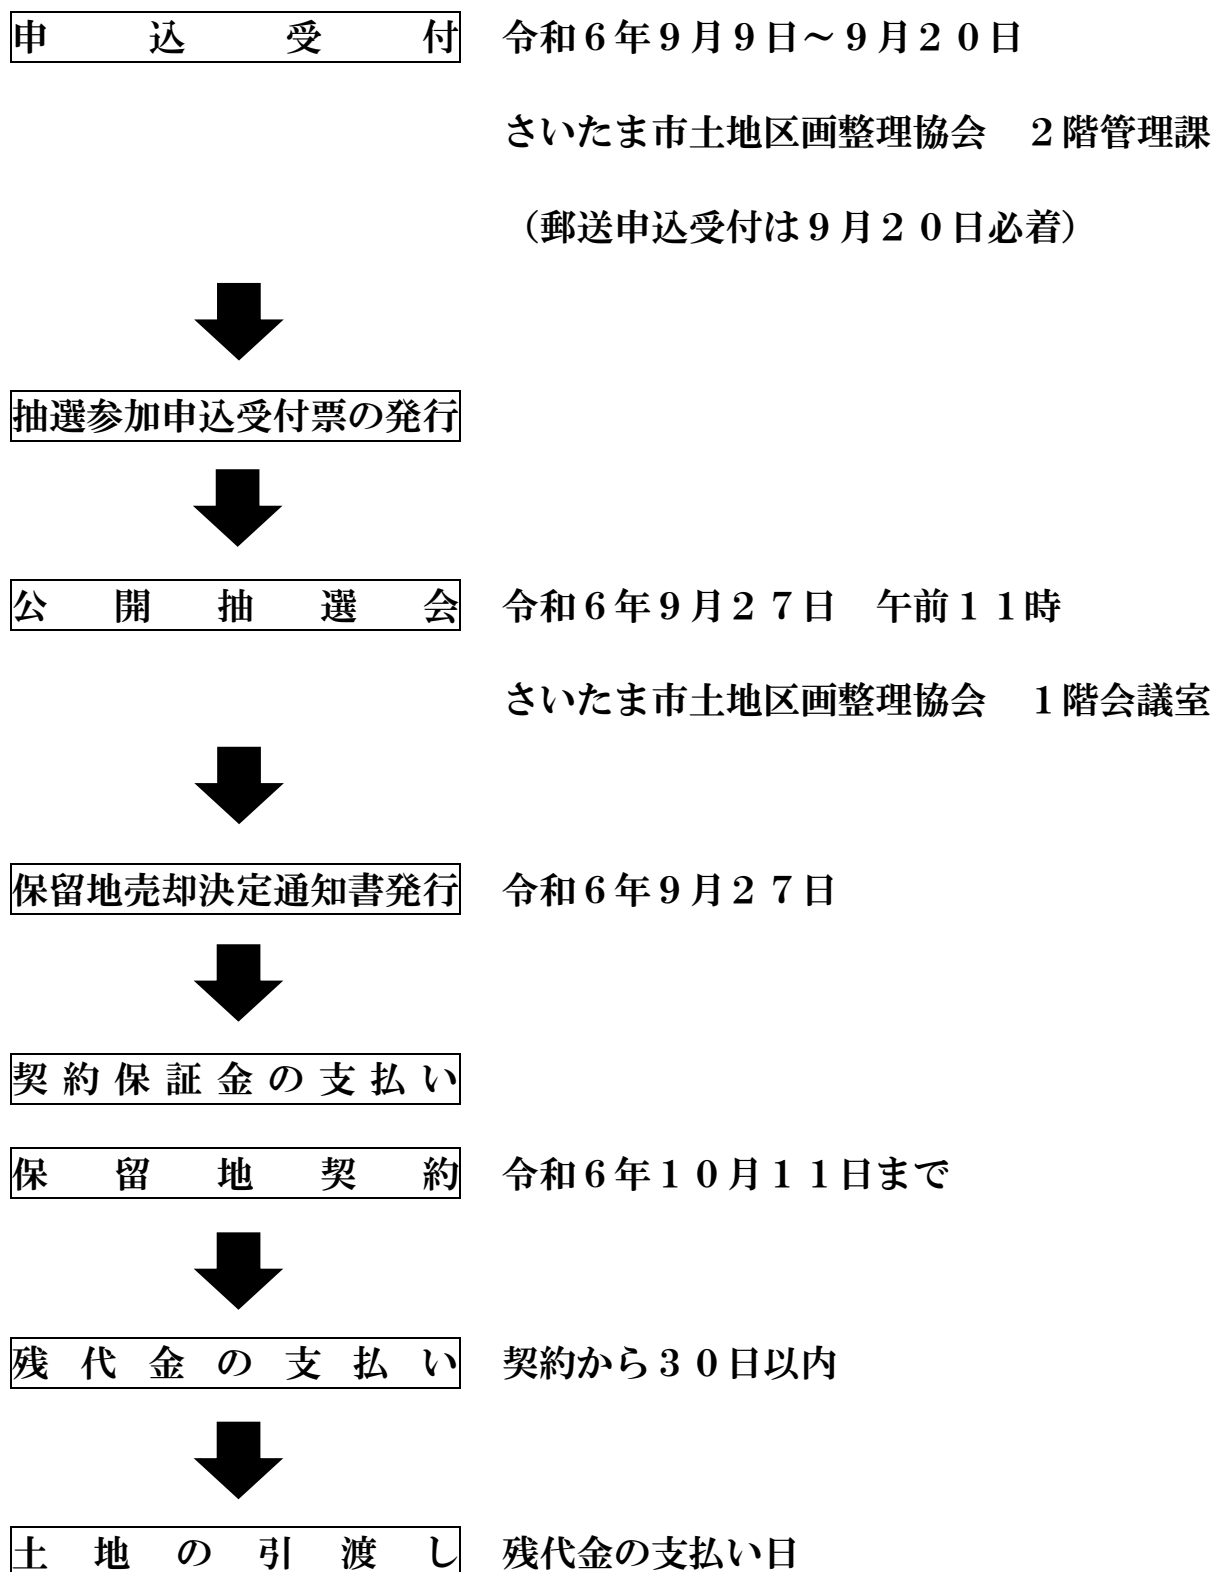 申込受付　令和６年９月９日～９月２０日
さいたま市土地区画整理協会　２階管理課
（郵送申込受付は９月２０日必着）
抽選参加申込受付票の発行
公開抽選会　令和６年９月２７日　午前１１時
さいたま市土地区画整理協会　１階会議室
保留地売却決定通知書発行　令和６年９月２７日
契約保証金の支払い
保留地契約　令和６年１０月１１日まで
残代金の支払い　契約から３０日以内
土地の引渡し　残代金の支払い日